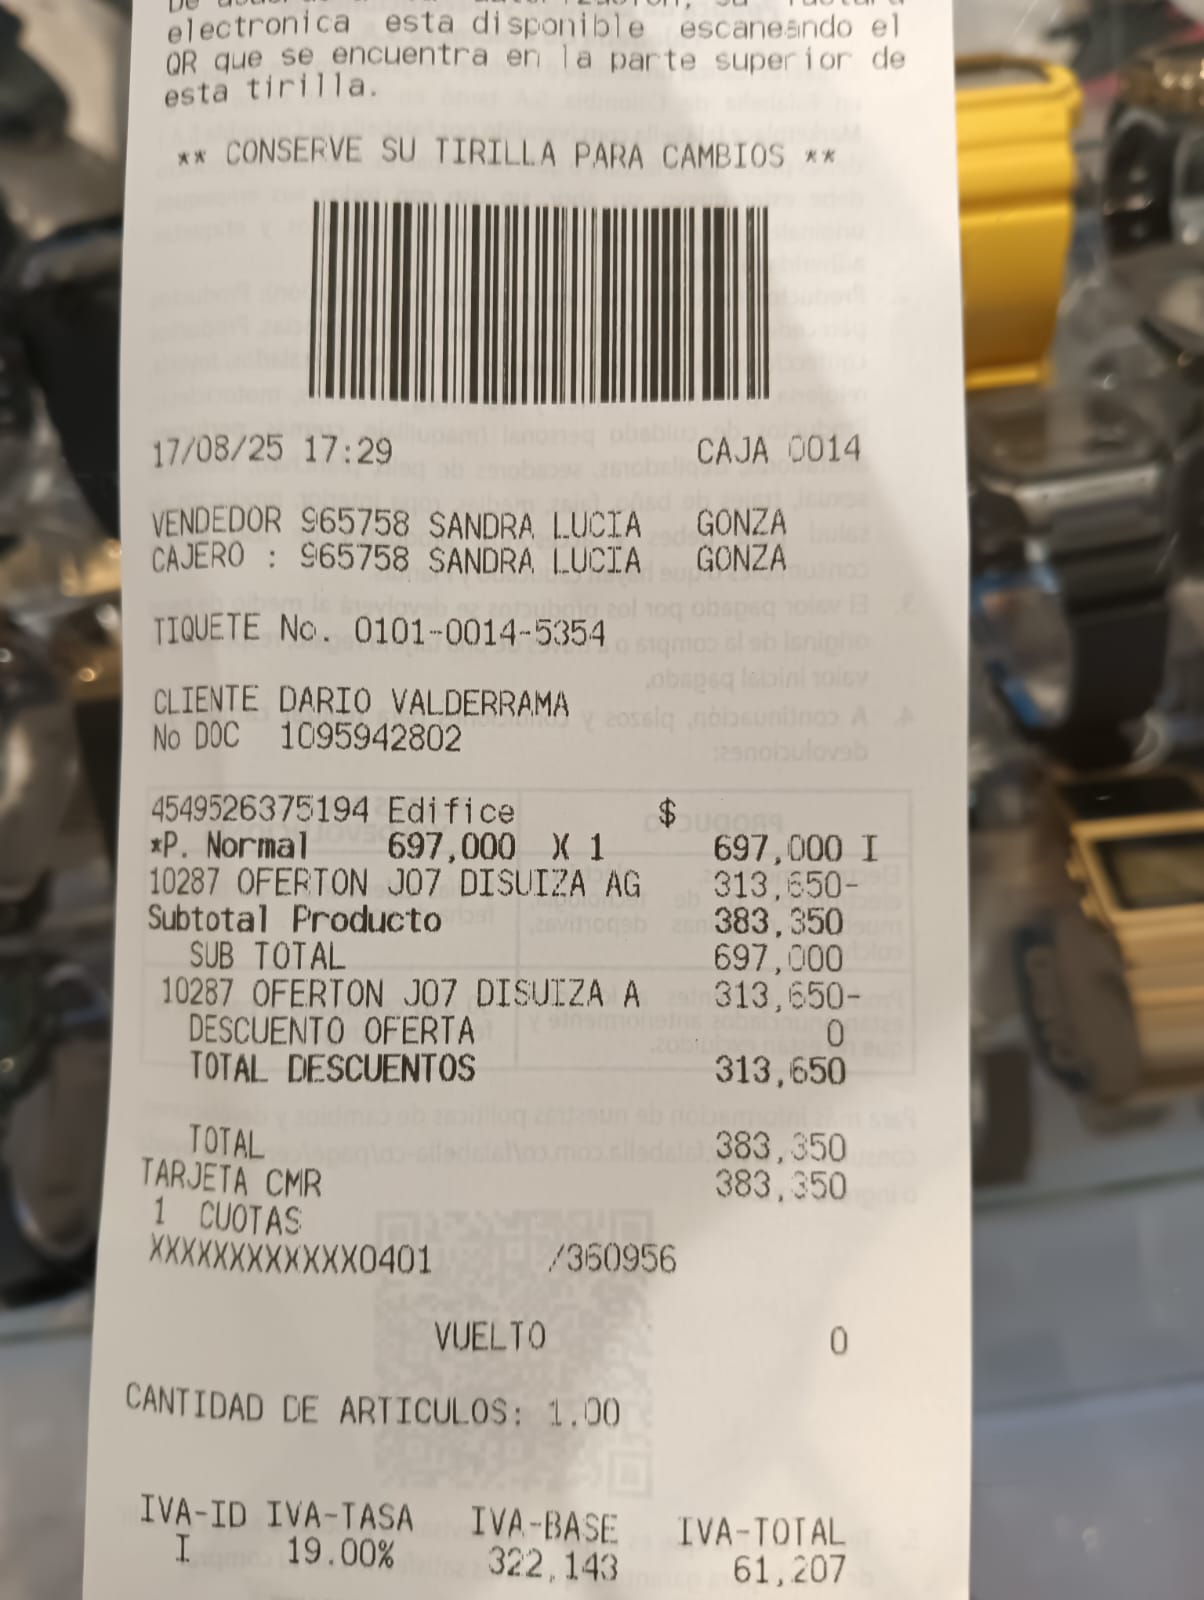 electronica esta disponible escaneando el
QR que se encuentra en la parte superior de
esta tirilla.
** CONSERVE SU TIRILLA PARA CAMBIOS **
17/08/25 17:29 CAJA 0014
VENDEDOR 965758 SANDRA LUCIA GONZA
CAJERO : 965758 SANDRA LUCIA GONZA
TIQUETE No. 0101-0014-5354
CLIENTE DARIO VALDERRAMA
No DOC 1095942802
4549526375194 Edifice $
*P. Normal 697,000 X 1 697,000 I
10287 OFERTON J07 DISUIZA AG 313,650-
Subtotal Producto 383,350
SUB TOTAL 697,000
10287 OFERTON J07 DISUIZA A 313,650-
DESCUENTO OFERTA 0
TOTAL DESCUENTOS 313,650
TOTAL 383,350
TARJETA CMR 383,350
1 CUOTAS
XXXXXXXXXXXX0401 /360956
VUELTO 0
CANTIDAD DE ARTICULOS: 1.00
IVA-ID IVA-TASA IVA-BASE IVA-TOTAL
I 19.00% 322,143 61,207